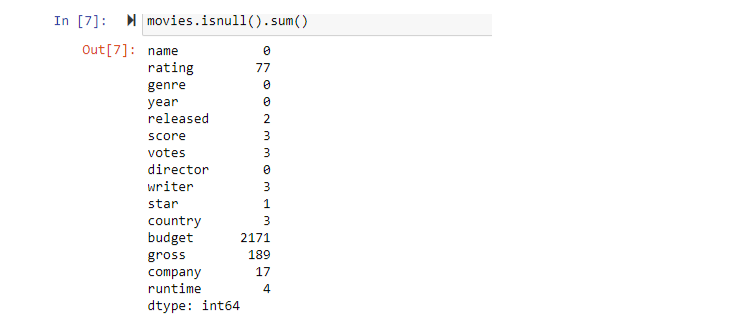 In [7]: movies.isnull().sum()
Out[7]: name 0
rating 77
genre 0
year 0
released 2
score 3
votes 3
director 0
writer 3
star 1
country 3
budget 2171
gross 189
company 17
runtime 4
dtype: int64